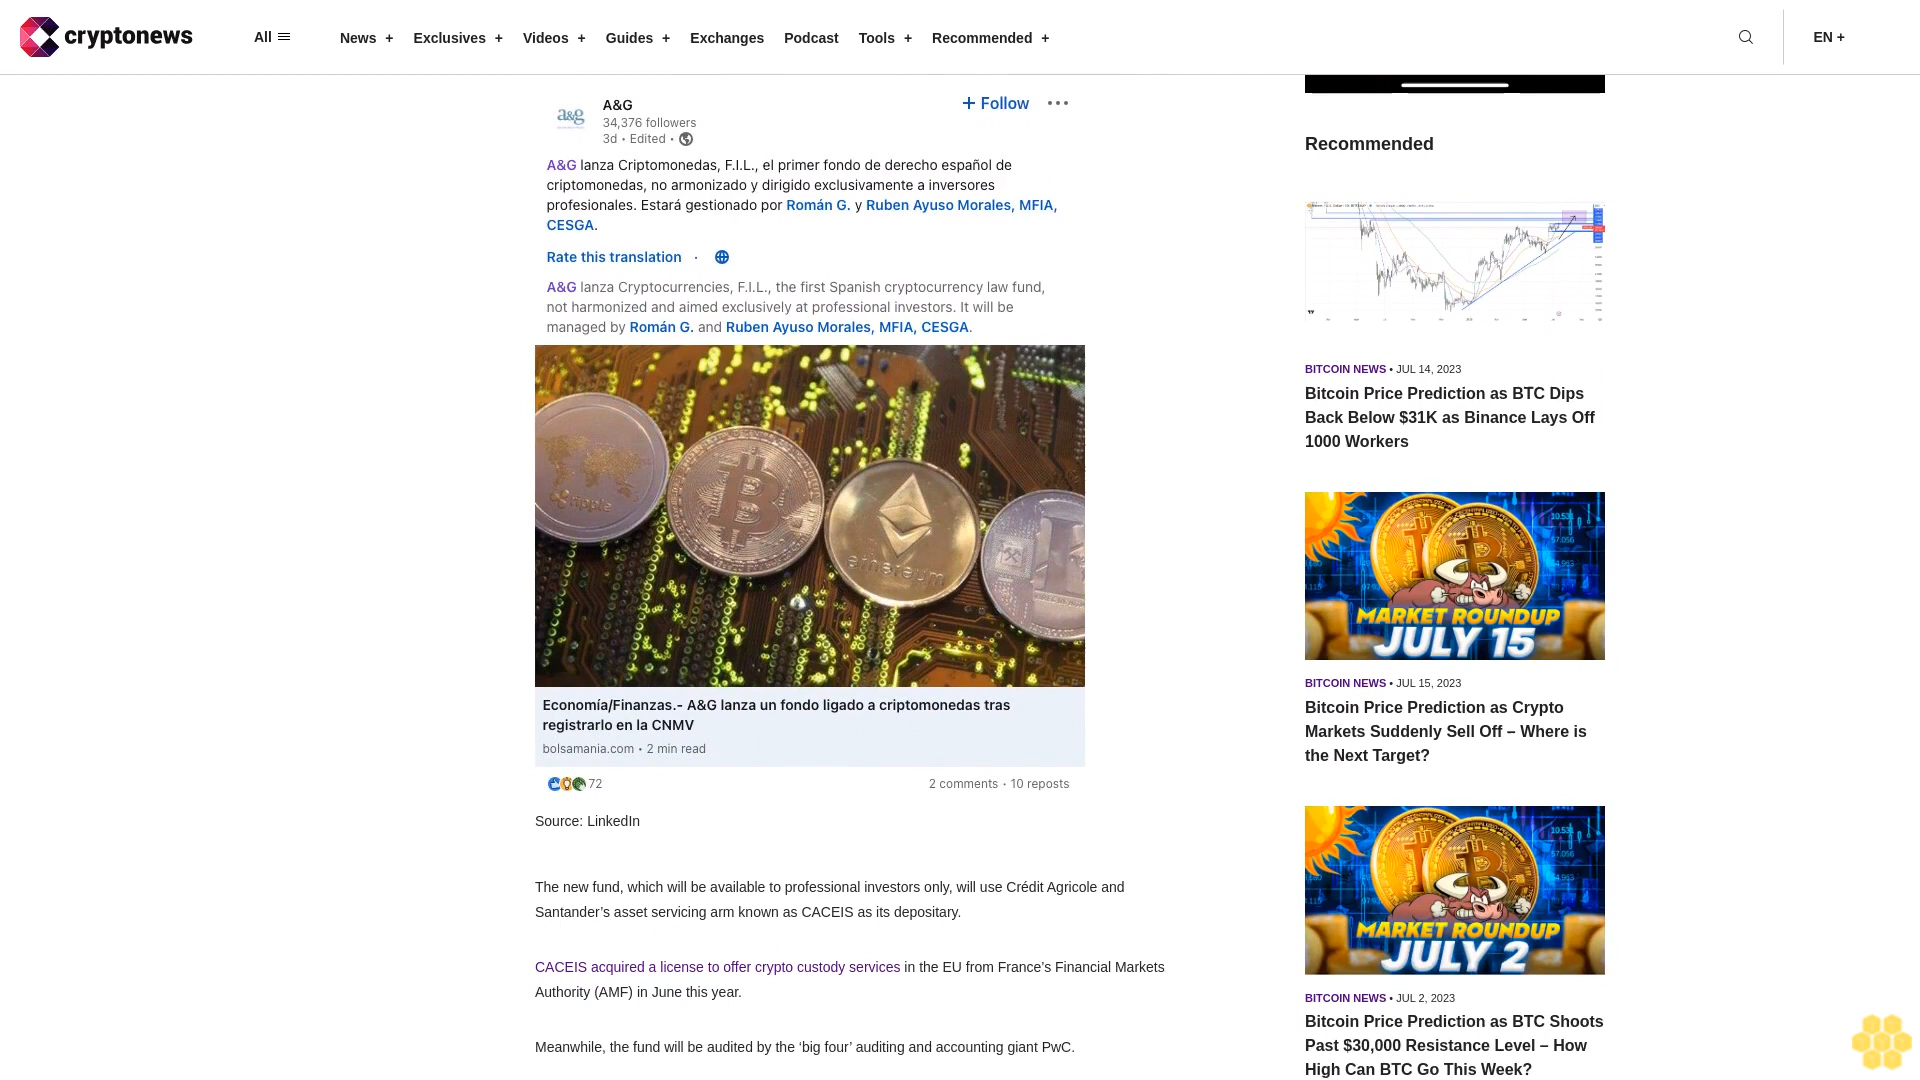 cryptonews
All
News +
Exclusives +
Videos +
Guides +
Exchanges
Podcast
Tools +
Recommended +
EN +
a&g
A&G
34,376 followers
3d • Edited •
+ Follow
A&G lanza Criptomonedas, F.I.L., el primer fondo de derecho español de
criptomonedas, no armonizado y dirigido exclusivamente a inversores
profesionales. Estará gestionado por Román G. y Ruben Ayuso Morales, MFIA,
CESGA.
Rate this translation ·
A&G lanza Cryptocurrencies, F.I.L., the first Spanish cryptocurrency law fund,
not harmonized and aimed exclusively at professional investors. It will be
managed by Román G. and Ruben Ayuso Morales, MFIA, CESGA.
ripple
ethereum
Economía/Finanzas.- A&G lanza un fondo ligado a criptomonedas tras
registrarlo en la CNMV
bolsamania.com • 2 min read
72
2 comments • 10 reposts
Source: LinkedIn
The new fund, which will be available to professional investors only, will use Crédit Agricole and
Santander’s asset servicing arm known as CACEIS as its depositary.
CACEIS acquired a license to offer crypto custody services in the EU from France’s Financial Markets
Authority (AMF) in June this year.
Meanwhile, the fund will be audited by the ‘big four’ auditing and accounting giant PwC.
Recommended
BITCOIN NEWS • JUL 14, 2023
Bitcoin Price Prediction as BTC Dips
Back Below $31K as Binance Lays Off
1000 Workers
MARKET ROUNDUP
JULY 15
BITCOIN NEWS • JUL 15, 2023
Bitcoin Price Prediction as Crypto
Markets Suddenly Sell Off – Where is
the Next Target?
MARKET ROUNDUP
JULY 2
BITCOIN NEWS • JUL 2, 2023
Bitcoin Price Prediction as BTC Shoots
Past $30,000 Resistance Level – How
High Can BTC Go This Week?